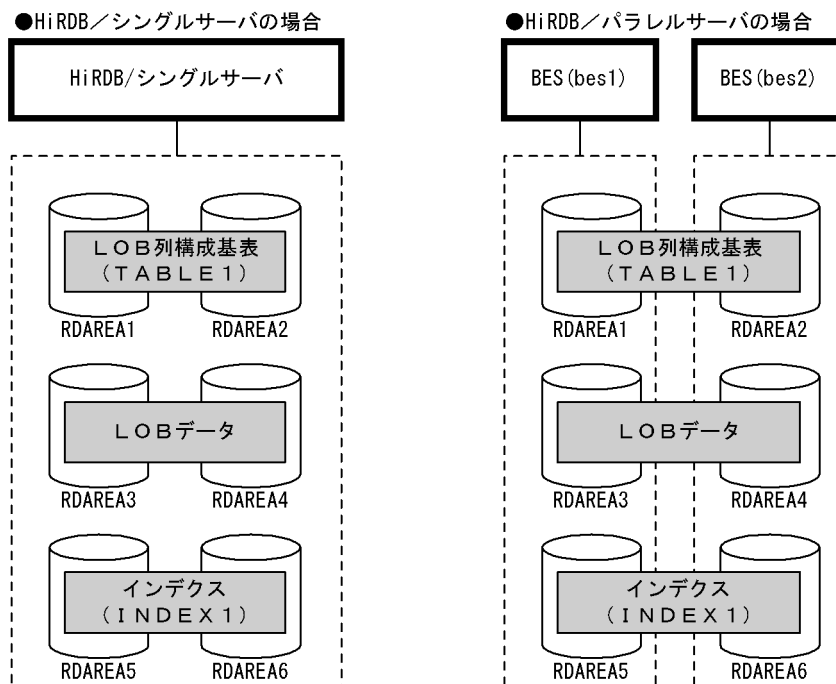 ●HiRDB／シングルサーバの場合
HiRDB/シングルサーバ
LOB列構成基表
(TABLE1)
RDAREA1
RDAREA2
LOBデータ
RDAREA3
RDAREA4
インデクス
(INDEX1)
RDAREA5
RDAREA6
●HiRDB／パラレルサーバの場合
BES(bes1)
BES(bes2)
LOB列構成基表
(TABLE1)
RDAREA1
RDAREA2
LOBデータ
RDAREA3
RDAREA4
インデクス
(INDEX1)
RDAREA5
RDAREA6